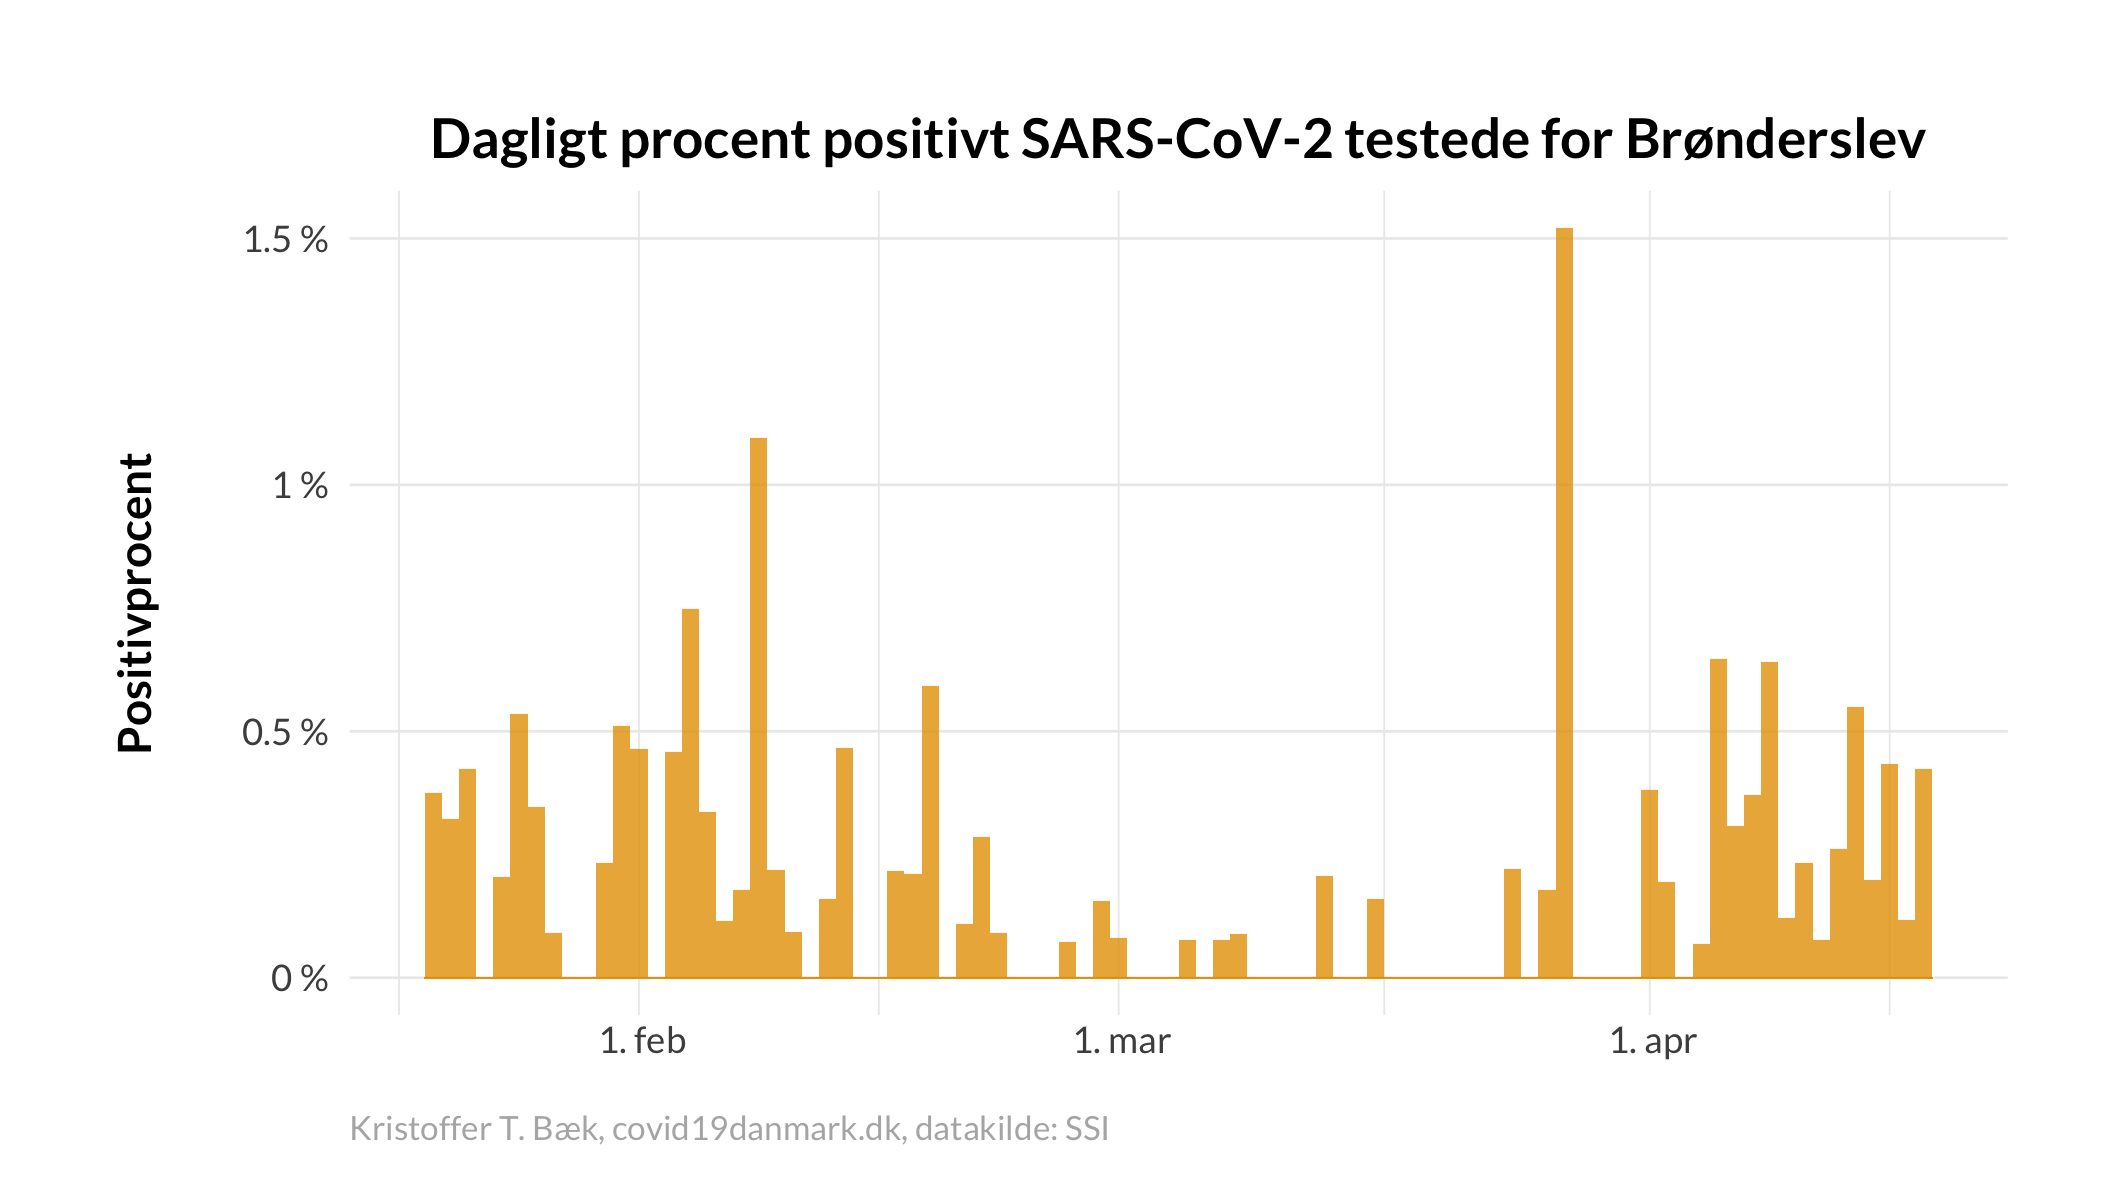 Dagligt procent positivt SARS-CoV-2 testede for Brønderslev
Positivprocent
1.5 %
1 %
0.5 %
0 %
1. feb
1. mar
1. apr
Kristoffer T. Bæk, covid19danmark.dk, datakilde: SSI